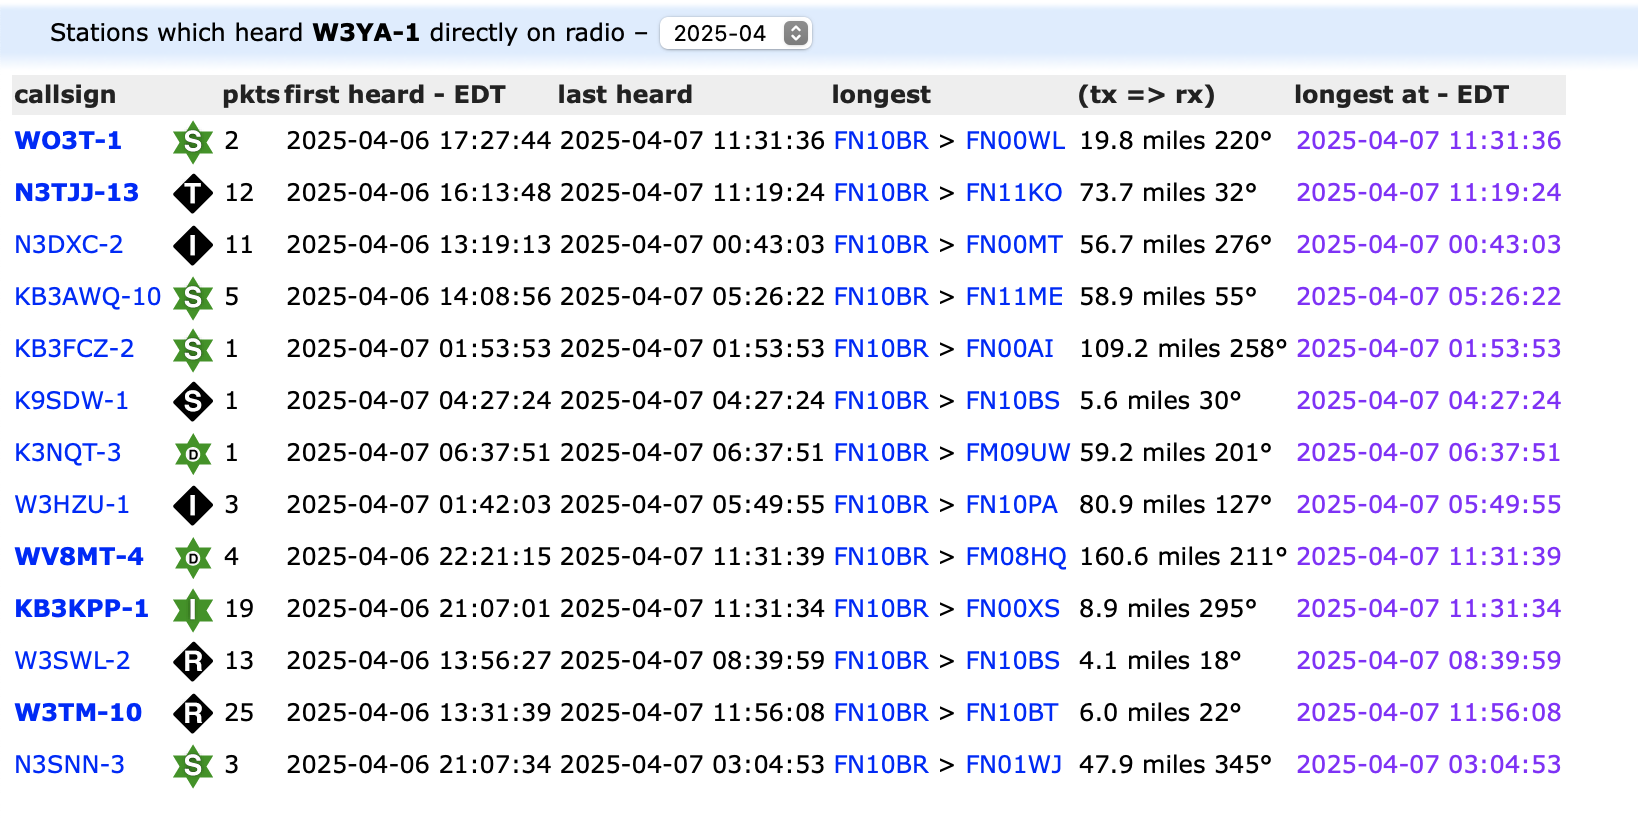 Stations which heard W3YA-1 directly on radio – 2025-04
callsign pkts first heard - EDT last heard longest (tx => rx) longest at - EDT
WO3T-1 S 2 2025-04-06 17:27:44 2025-04-07 11:31:36 FN10BR > FN00WL 19.8 miles 220° 2025-04-07 11:31:36
N3TJJ-13 T 12 2025-04-06 16:13:48 2025-04-07 11:19:24 FN10BR > FN11KO 73.7 miles 32° 2025-04-07 11:19:24
N3DXC-2 I 11 2025-04-06 13:19:13 2025-04-07 00:43:03 FN10BR > FN00MT 56.7 miles 276° 2025-04-07 00:43:03
KB3AWQ-10 S 5 2025-04-06 14:08:56 2025-04-07 05:26:22 FN10BR > FN11ME 58.9 miles 55° 2025-04-07 05:26:22
KB3FCZ-2 S 1 2025-04-07 01:53:53 2025-04-07 01:53:53 FN10BR > FN00AI 109.2 miles 258° 2025-04-07 01:53:53
K9SDW-1 S 1 2025-04-07 04:27:24 2025-04-07 04:27:24 FN10BR > FN10BS 5.6 miles 30° 2025-04-07 04:27:24
K3NQT-3 D 1 2025-04-07 06:37:51 2025-04-07 06:37:51 FN10BR > FM09UW 59.2 miles 201° 2025-04-07 06:37:51
W3HZU-1 I 3 2025-04-07 01:42:03 2025-04-07 05:49:55 FN10BR > FN10PA 80.9 miles 127° 2025-04-07 05:49:55
WV8MT-4 D 4 2025-04-06 22:21:15 2025-04-07 11:31:39 FN10BR > FM08HQ 160.6 miles 211° 2025-04-07 11:31:39
KB3KPP-1 I 19 2025-04-06 21:07:01 2025-04-07 11:31:34 FN10BR > FN00XS 8.9 miles 295° 2025-04-07 11:31:34
W3SWL-2 R 13 2025-04-06 13:56:27 2025-04-07 08:39:59 FN10BR > FN10BS 4.1 miles 18° 2025-04-07 08:39:59
W3TM-10 R 25 2025-04-06 13:31:39 2025-04-07 11:56:08 FN10BR > FN10BT 6.0 miles 22° 2025-04-07 11:56:08
N3SNN-3 S 3 2025-04-06 21:07:34 2025-04-07 03:04:53 FN10BR > FN01WJ 47.9 miles 345° 2025-04-07 03:04:53